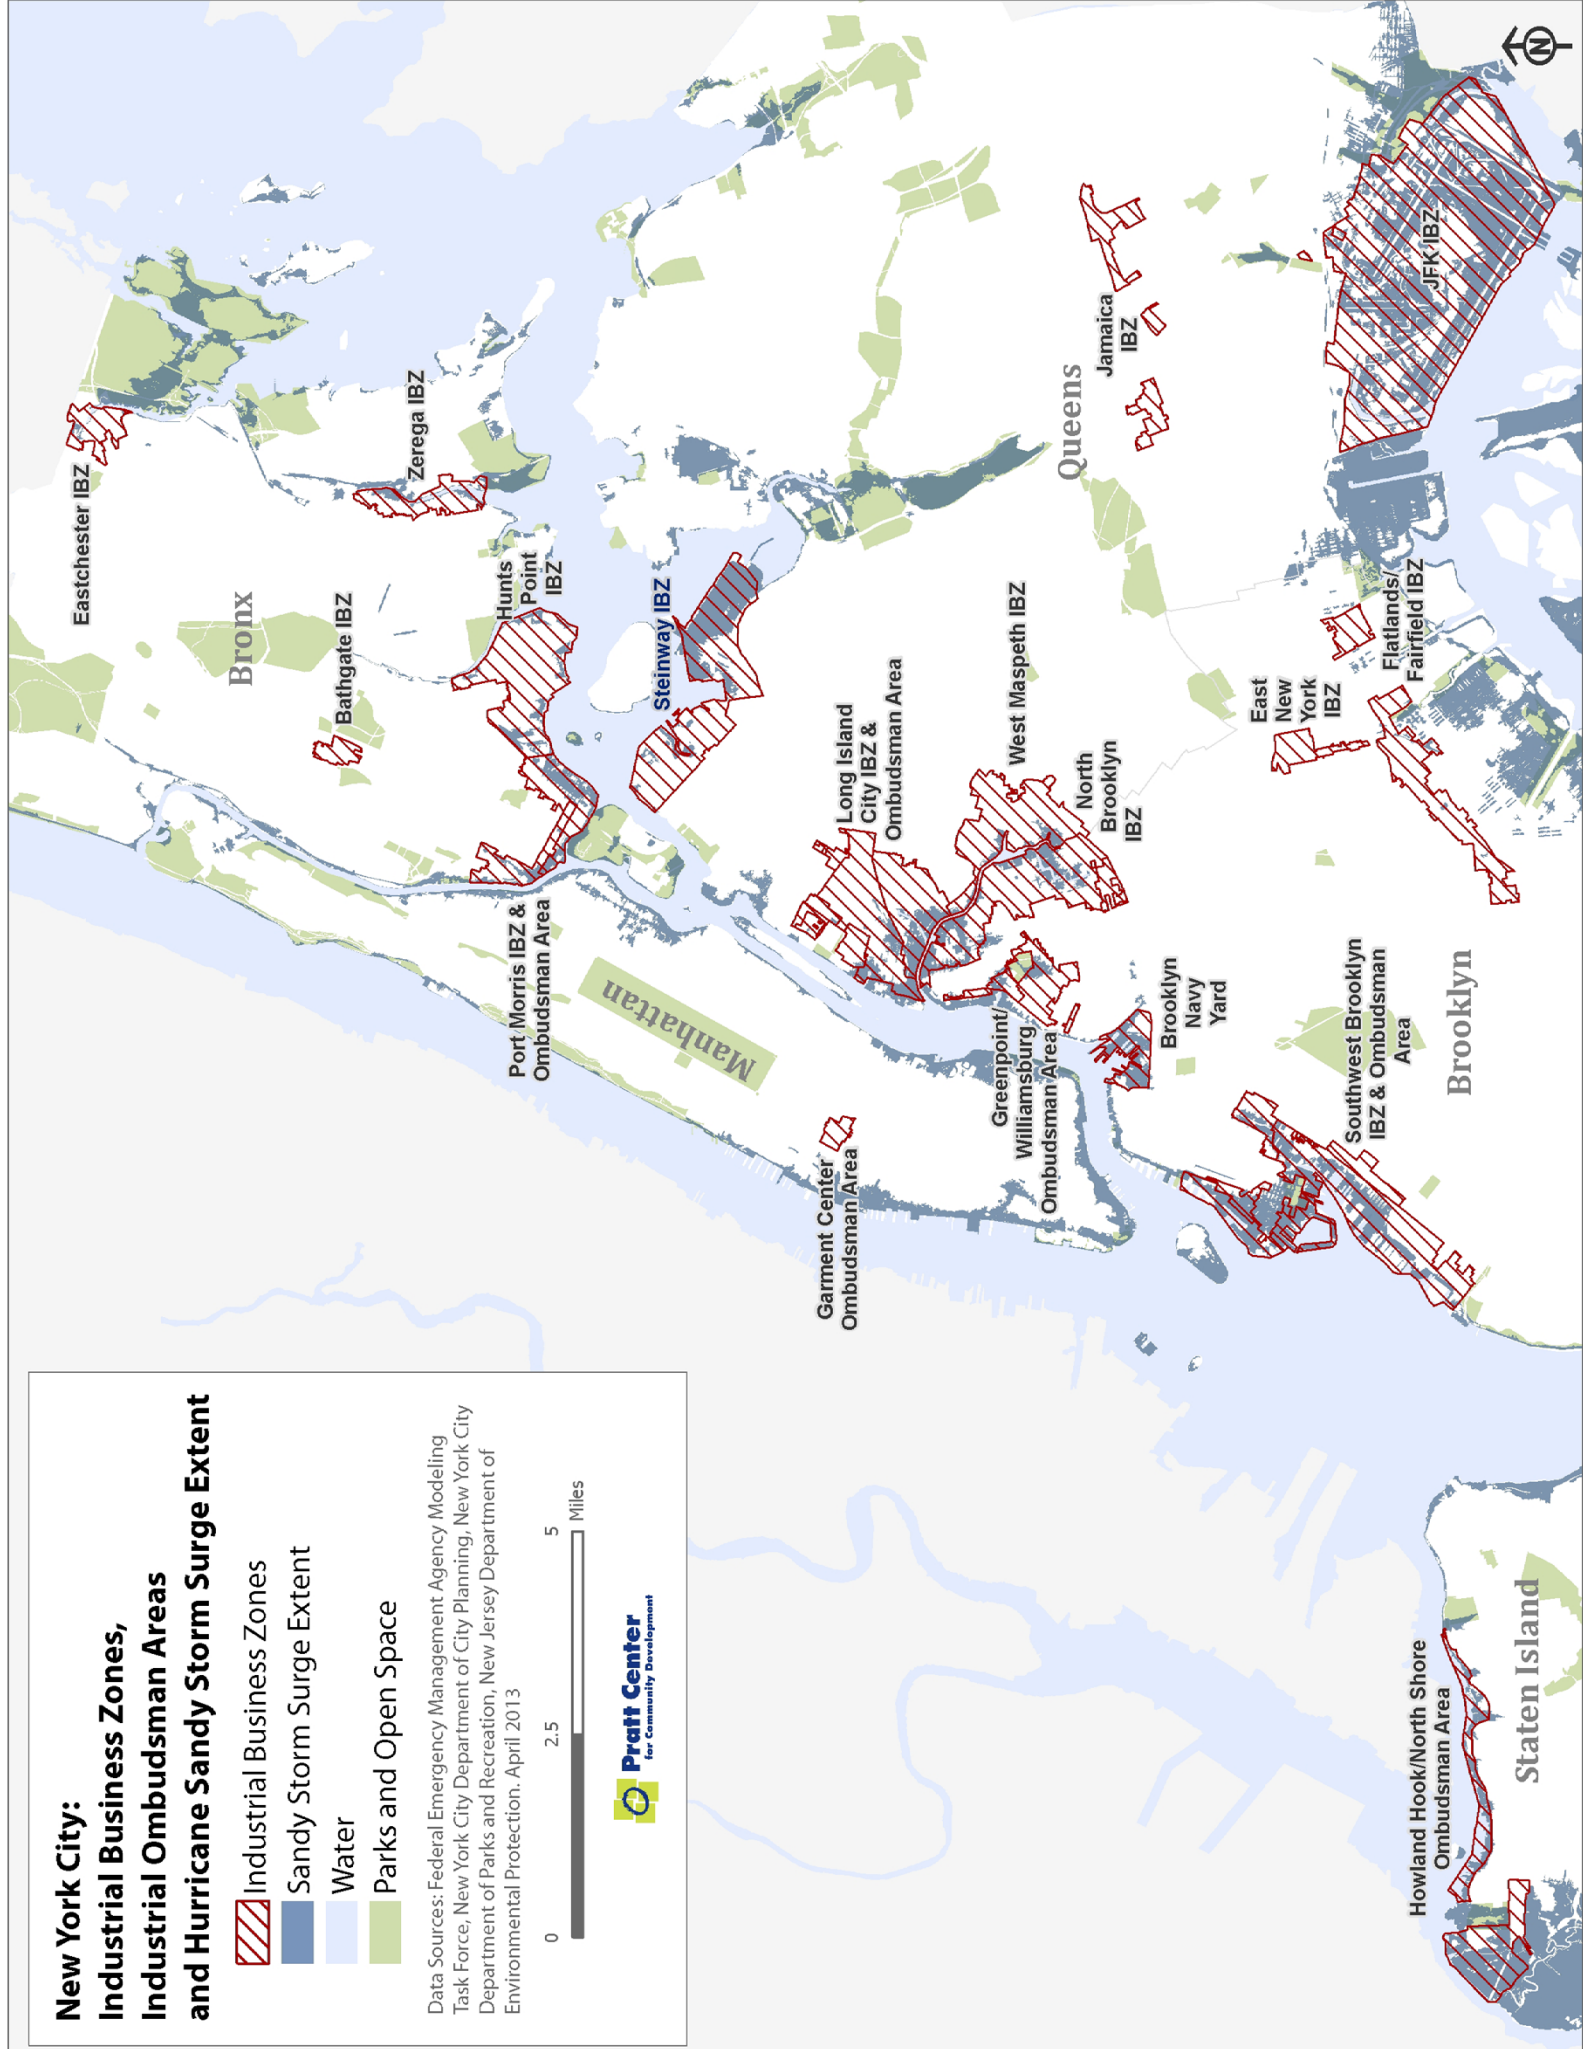 New York City:
Industrial Business Zones,
Industrial Ombudsman Areas
and Hurricane Sandy Storm Surge Extent
Industrial Business Zones
Sandy Storm Surge Extent
Water
Parks and Open Space
Data Sources: Federal Emergency Management Agency Modeling
Task Force, New York City Department of City Planning, New York City
Department of Parks and Recreation, New Jersey Department of
Environmental Protection. April 2013
0
2.5
5
Miles
Pratt Center
for Community Development
Eastchester IBZ
Bronx
Bathgate IBZ
Zerega IBZ
Hunts
Point
IBZ
Port Morris IBZ &
Ombudsman Area
Manhattan
Steinway IBZ
Garment Center
Ombudsman Area
Long Island
City IBZ &
Ombudsman Area
West Maspeth IBZ
North
Brooklyn
IBZ
Greenpoint/
Williamsburg
Ombudsman Area
Brooklyn
Navy
Yard
Queens
Jamaica
IBZ
JFK IBZ
East
New
York
IBZ
Flatlands/
Fairfield IBZ
Southwest Brooklyn
IBZ & Ombudsman
Area
Brooklyn
Howland Hook/North Shore
Ombudsman Area
Staten Island
N